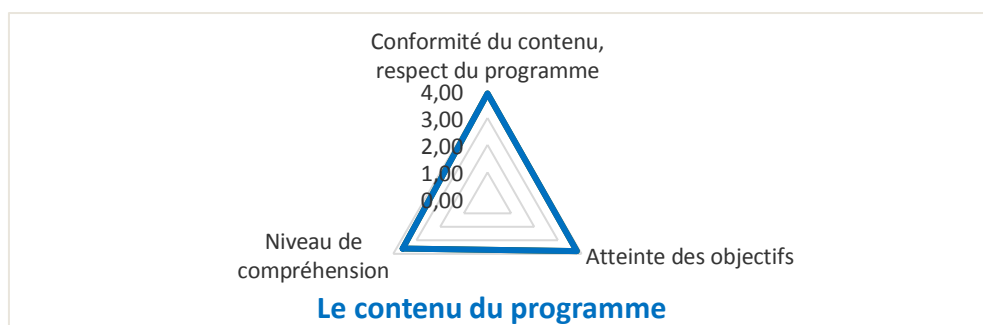 Conformité du contenu,
respect du programme
4,00
3,00
2,00
1,00
0,00
Niveau de
compréhension
Atteinte des objectifs
Le contenu du programme